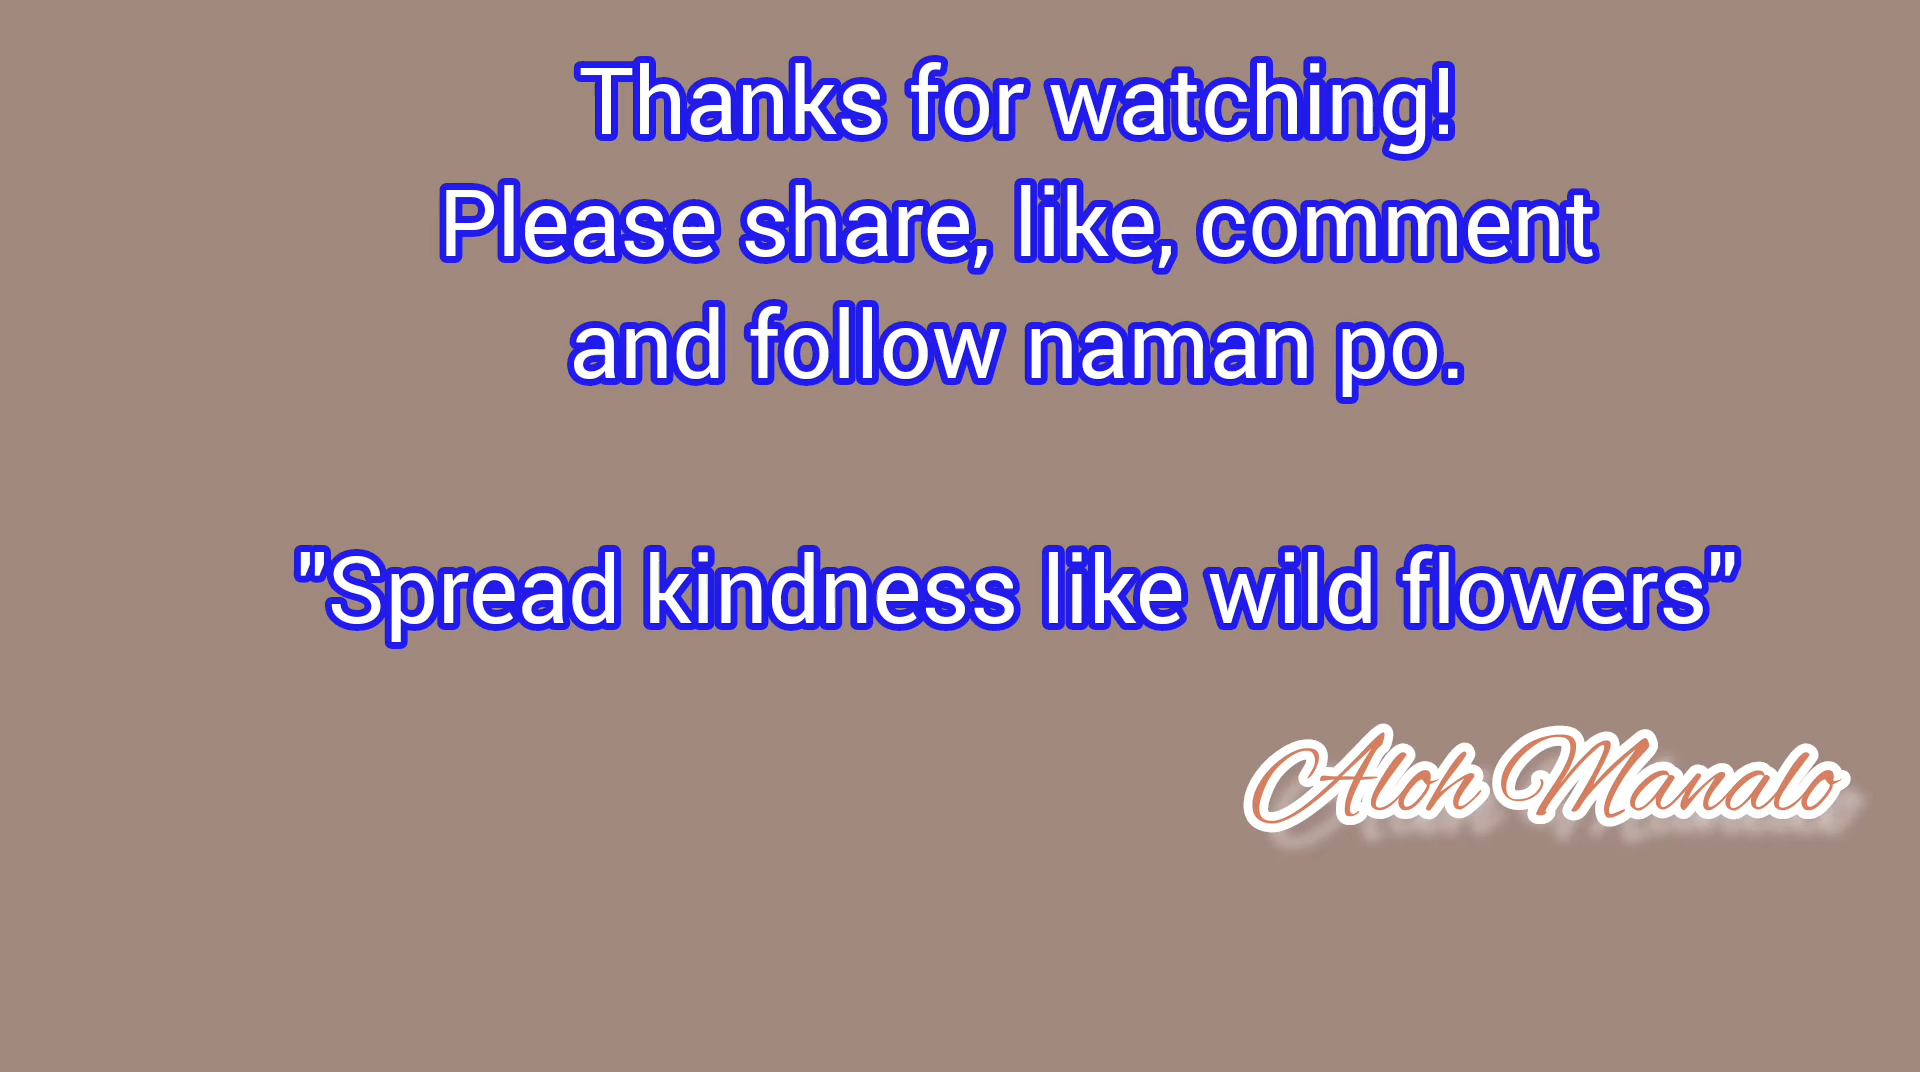 Thanks for watching!
Please share, like, comment
and follow naman po.
"Spread kindness like wild flowers"
Aloh Manalo